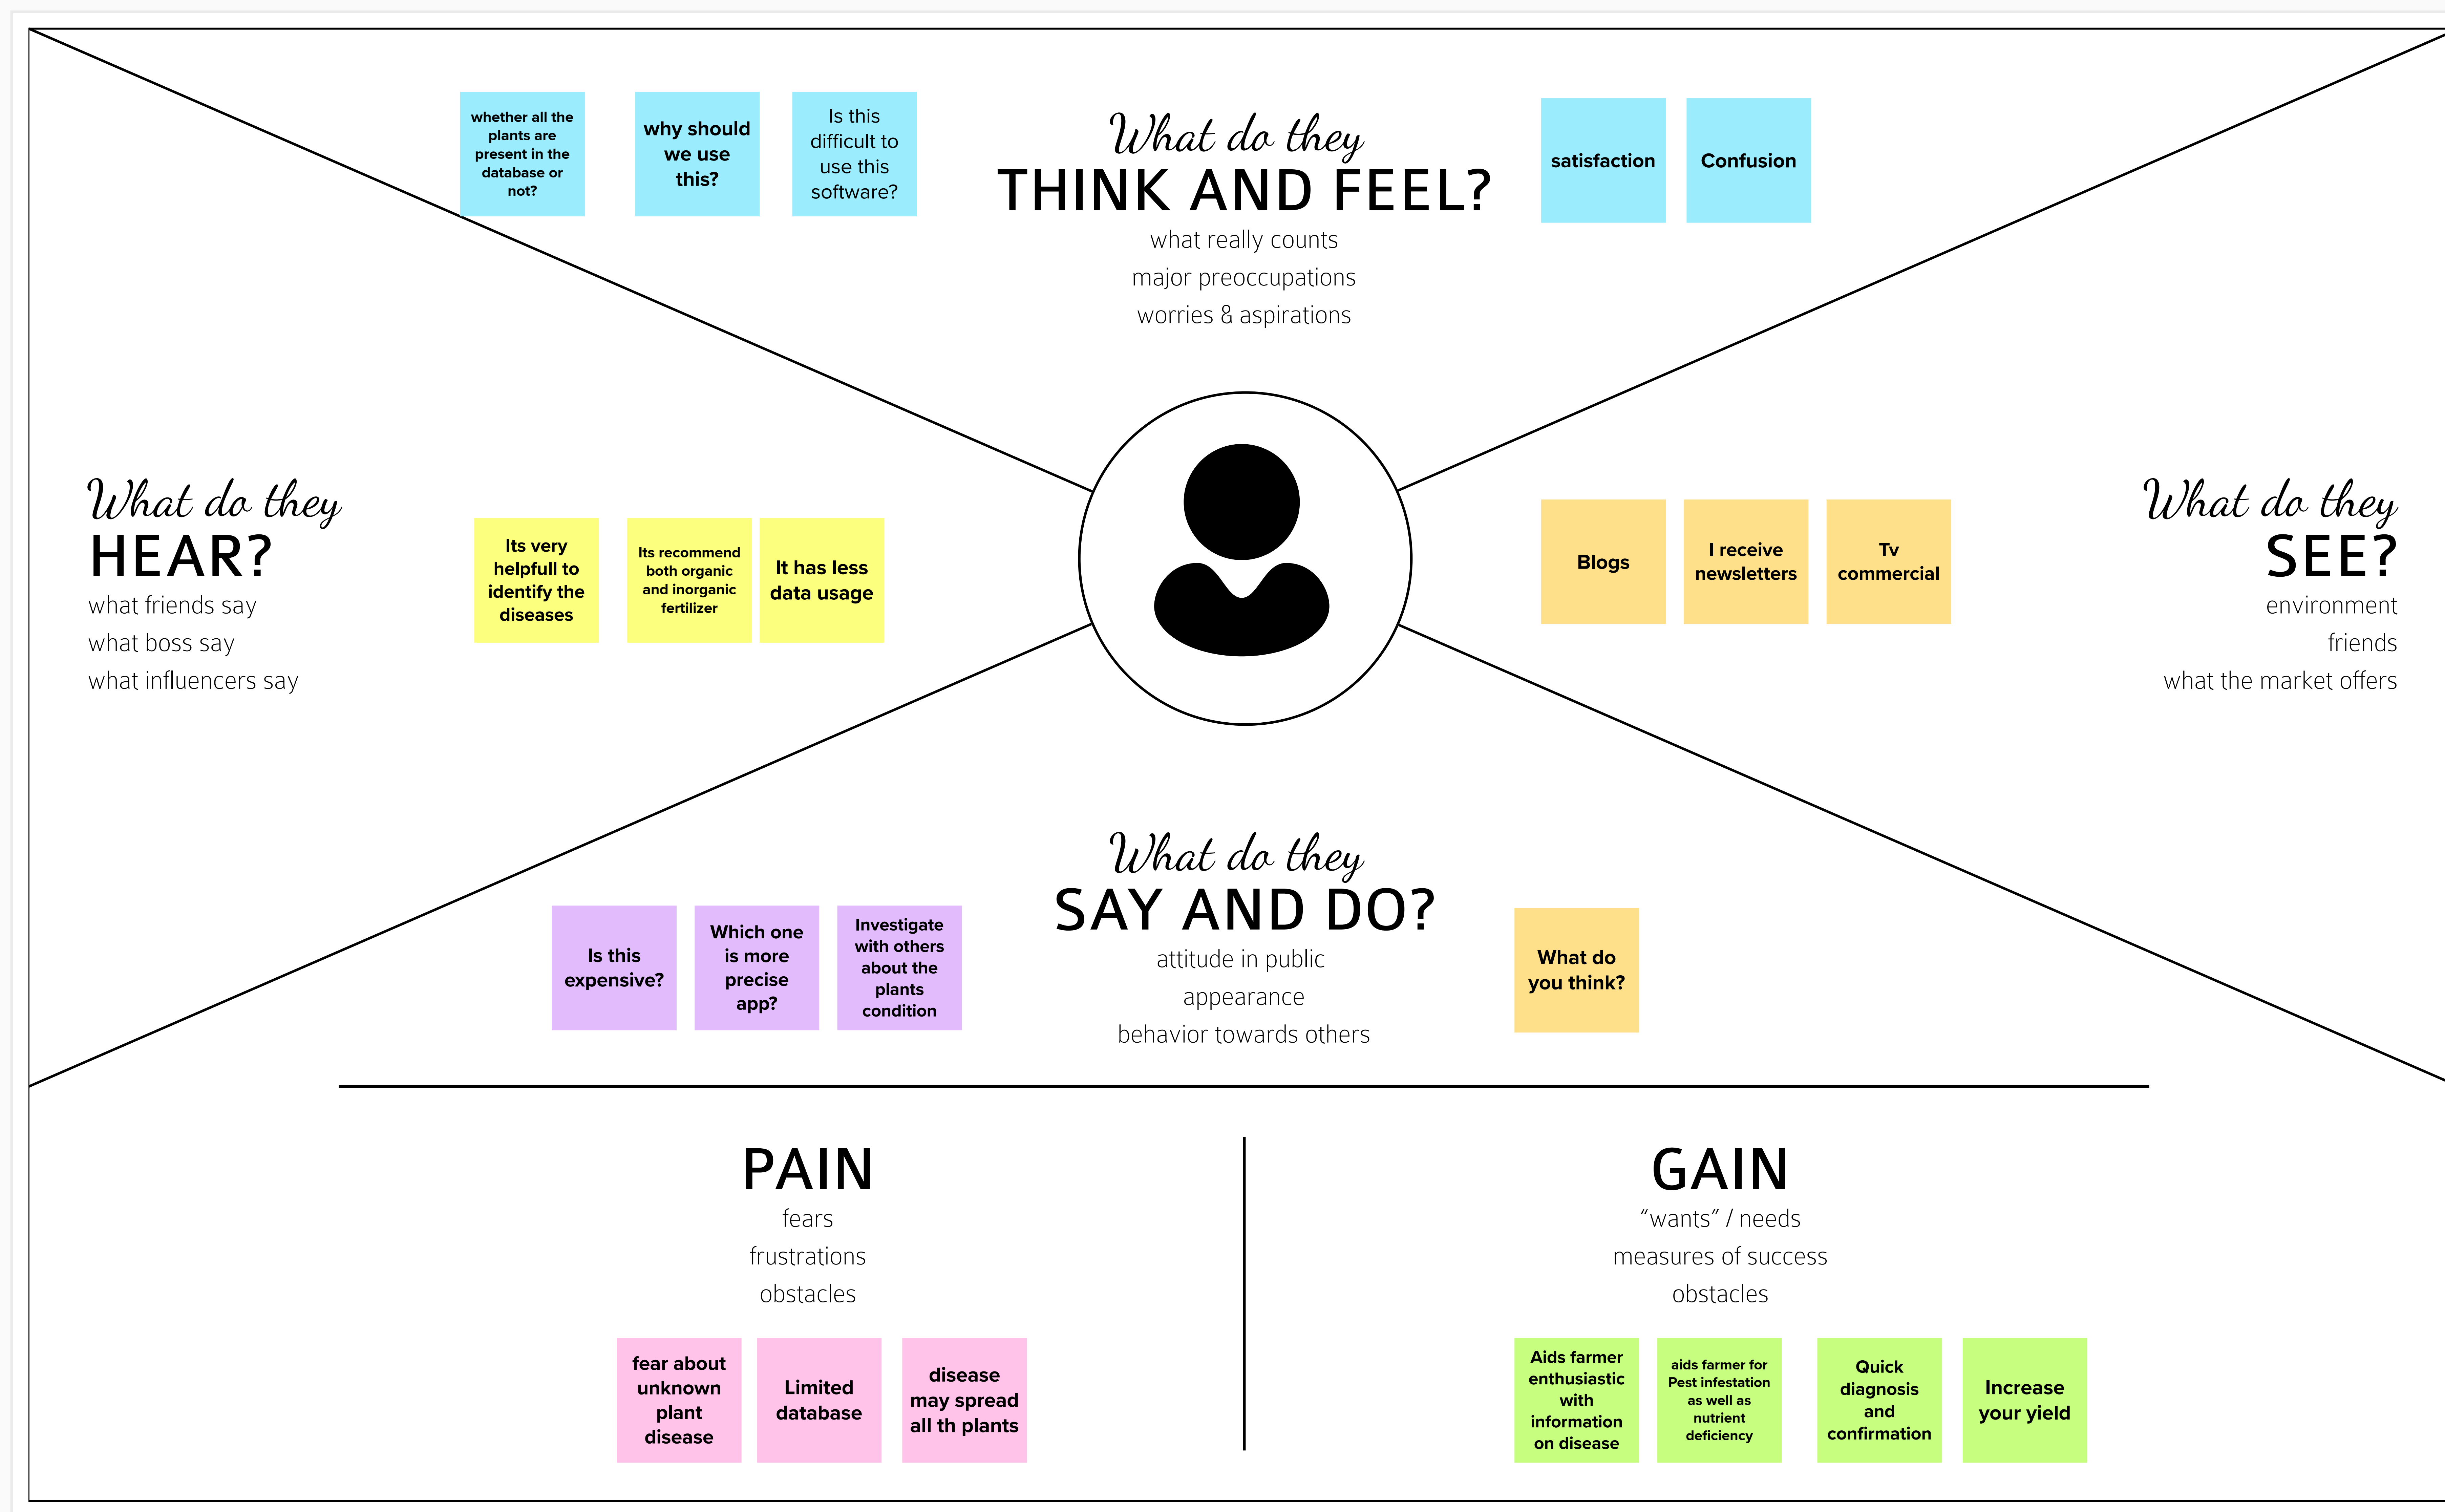 whether all the
plants are
present in the
database or
not?
why should
we use
this?
Is this
difficult to
use this
software?
What do they
THINK AND FEEL?
what really counts
major preoccupations
worries & aspirations
satisfaction
Confusion
What do they
HEAR?
what friends say
what boss say
what influencers say
Its very
helpfull to
identify the
diseases
Its recommend
both organic
and inorganic
fertilizer
It has less
data usage
Blogs
I receive
newsletters
Tv
commercial
What do they
SEE?
environment
friends
what the market offers
Is this
expensive?
Which one
is more
precise
app?
Investigate
with others
about the
plants
condition
What do they
SAY AND DO?
attitude in public
appearance
behavior towards others
What do
you think?
PAIN
fears
frustrations
obstacles
fear about
unknown
plant
disease
Limited
database
disease
may spread
all th plants
GAIN
“wants” / needs
measures of success
obstacles
Aids farmer
enthusiastic
with
information
on disease
aids farmer for
Pest infestation
as well as
nutrient
deficiency
Quick
diagnosis
and
confirmation
Increase
your yield